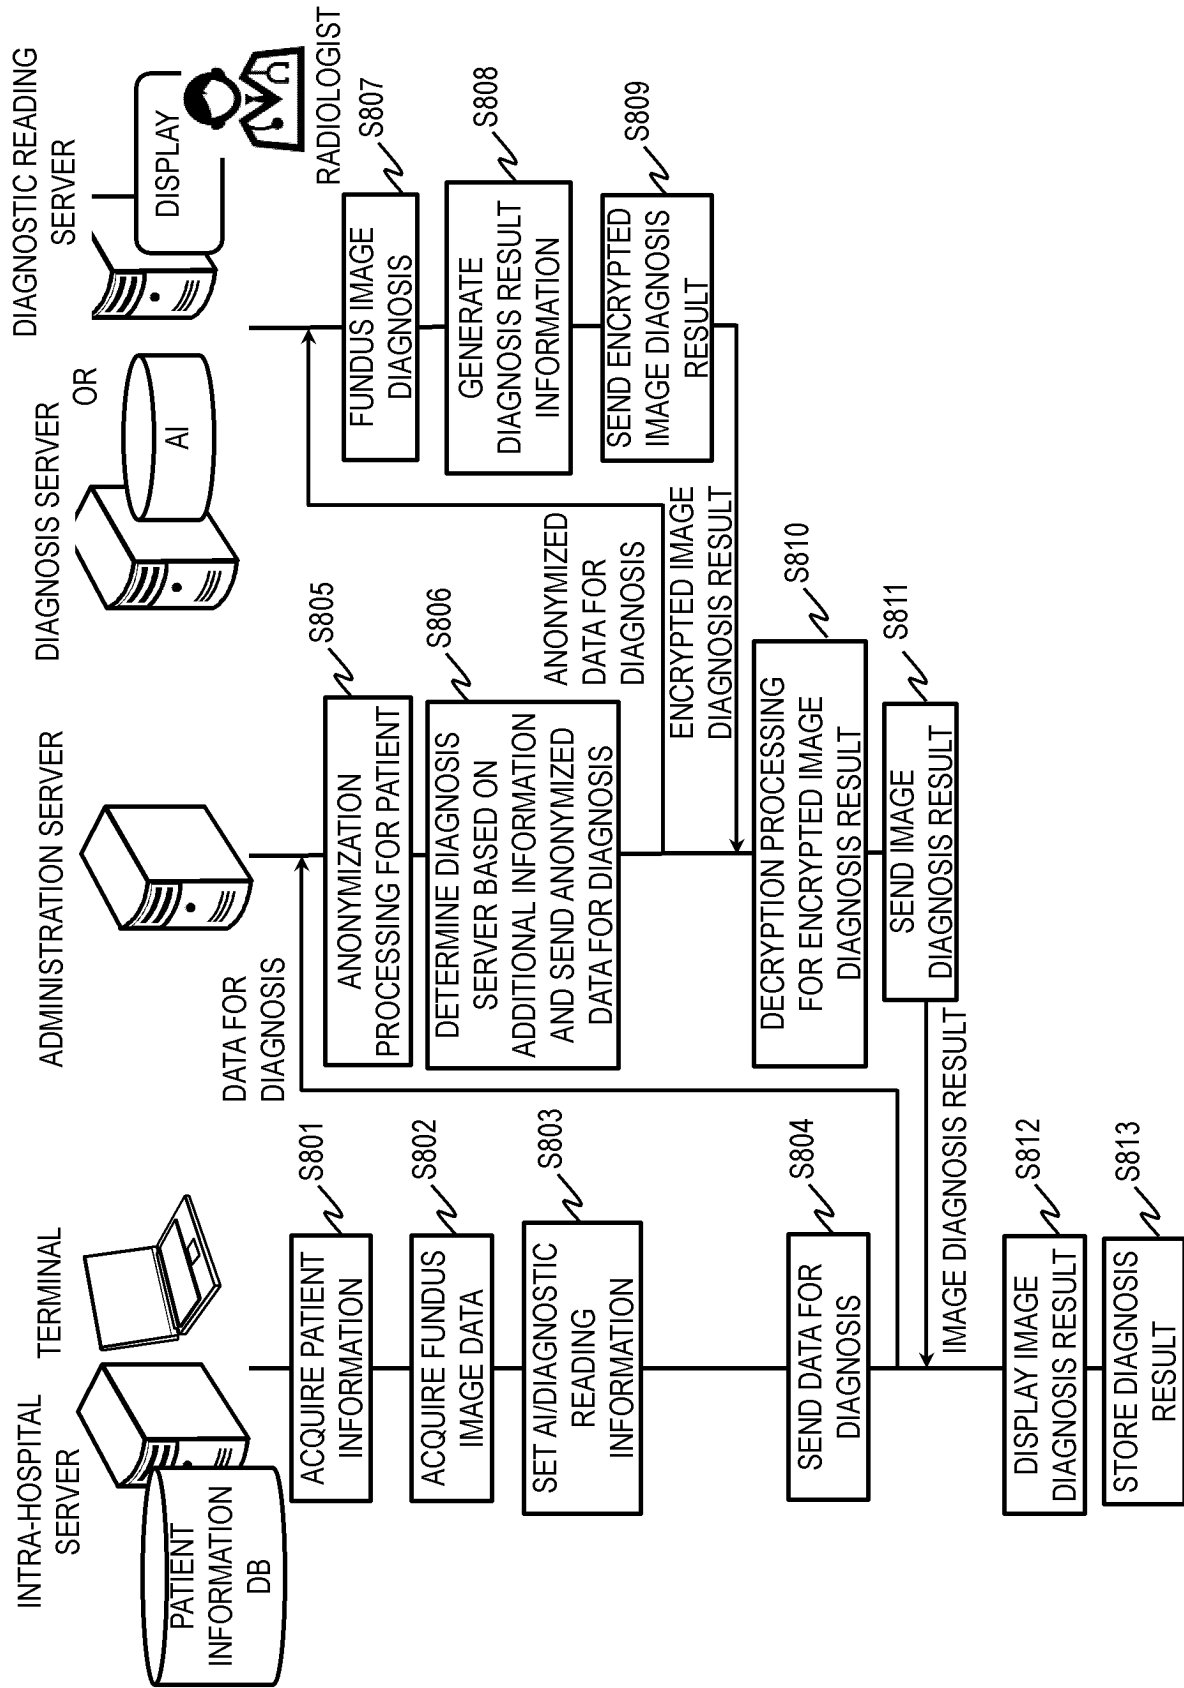 INTRA-HOSPITAL
SERVER
TERMINAL
ADMINISTRATION SERVER
DIAGNOSIS SERVER
OR
DIAGNOSTIC READING
SERVER
PATIENT
INFORMATION
DB
AI
DISPLAY
RADIOLOGIST
S801
ACQUIRE PATIENT
INFORMATION
S802
ACQUIRE FUNDUS
IMAGE DATA
S803
SET AI/DIAGNOSTIC
READING
INFORMATION
S804
SEND DATA FOR
DIAGNOSIS
DATA FOR
DIAGNOSIS
S805
ANONYMIZATION
PROCESSING FOR PATIENT
S806
DETERMINE DIAGNOSIS
SERVER BASED ON
ADDITIONAL INFORMATION
AND SEND ANONYMIZED
DATA FOR DIAGNOSIS
ANONYMIZED
DATA FOR
DIAGNOSIS
S807
FUNDUS IMAGE
DIAGNOSIS
S808
GENERATE
DIAGNOSIS RESULT
INFORMATION
S809
SEND ENCRYPTED
IMAGE DIAGNOSIS
RESULT
ENCRYPTED IMAGE
DIAGNOSIS RESULT
S810
DECRYPTION PROCESSING
FOR ENCRYPTED IMAGE
DIAGNOSIS RESULT
S811
SEND IMAGE
DIAGNOSIS RESULT
IMAGE DIAGNOSIS RESULT
S812
DISPLAY IMAGE
DIAGNOSIS RESULT
S813
STORE DIAGNOSIS
RESULT